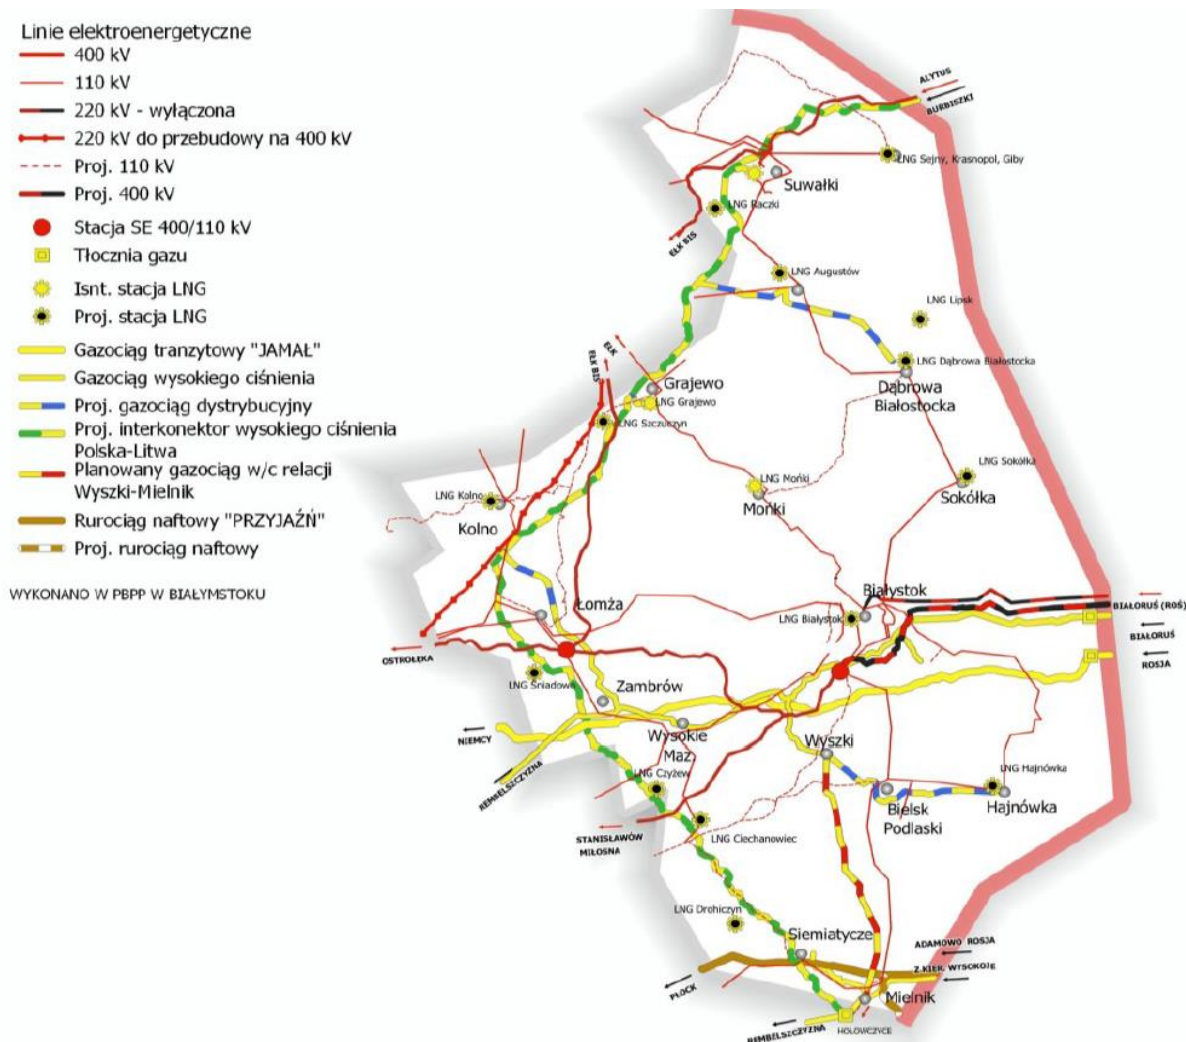 Linie elektroenergetyczne
400 kV
110 kV
220 kV - wyłączona
220 kV do przebudowy na 400 kV
Proj. 110 kV
Proj. 400 kV
Stacja SE 400/110 kV
Tłocznia gazu
Isnt. stacja LNG
Proj. stacja LNG
Gazociąg tranzytowy "JAMAŁ"
Gazociąg wysokiego ciśnienia
Proj. gazociąg dystrybucyjny
Proj. interkonektor wysokiego ciśnienia
Polska-Litwa
Planowany gazociąg w/c relacji
Wyszki-Mielnik
Rurociąg naftowy "PRZYJAŹŃ"
Proj. rurociąg naftowy
WYKONANO W PBPP W BIAŁYMSTOKU
ALYTUS
BURBISZKI
LNG Sejny, Krasnopol, Giby
Suwałki
LNG Raczki
EŁK BIS
LNG Augustów
LNG Lipsk
EŁK
EŁK BIS
LNG Dąbrowa Białostocka
Grajewo
Dąbrowa
Białostocka
LNG Grajewo
LNG Szczuczyn
LNG Sokółka
LNG Mońki
Sokółka
LNG Kolno
Mońki
Kolno
Białystok
BIAŁORUŚ (ROŚ)
Łomża
LNG Białystok
BIAŁORUŚ
OSTROŁĘKA
ROSJA
LNG Śniadowo
Zambrów
NIEMCY
Wysokie
Maz.
Wyszki
REMBELSZCZYZNA
LNG Czyżew
LNG Hajnówka
Hajnówka
Bielsk
Podlaski
STANISŁAWÓW
MIŁOSNA
LNG Ciechanowiec
LNG Drohiczyn
Siemiatycze
ADAMOWO ROSJA
Z KIER. WYSOKOJE
PŁOCK
Mielnik
REMBELSZCZYZNA
HOŁOWCZYCE